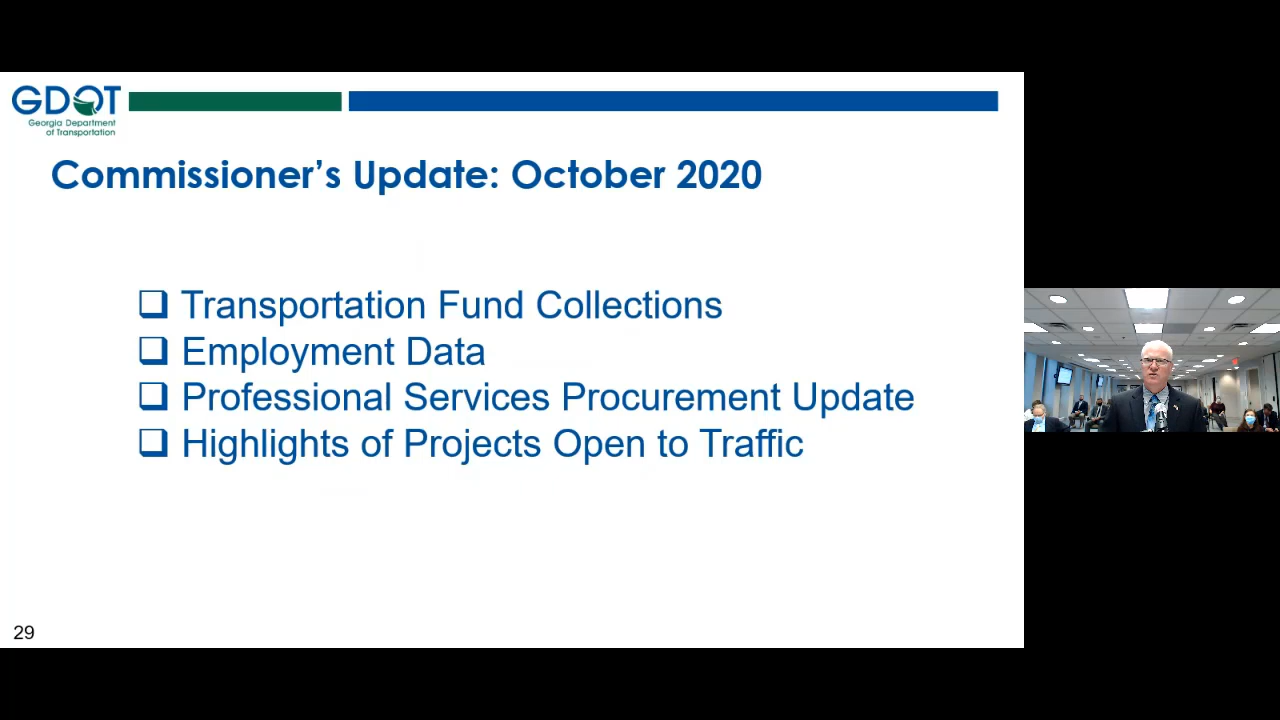 GDOT
Georgia Department
of Transportation
Commissioner’s Update: October 2020
❑ Transportation Fund Collections
❑ Employment Data
❑ Professional Services Procurement Update
❑ Highlights of Projects Open to Traffic
29